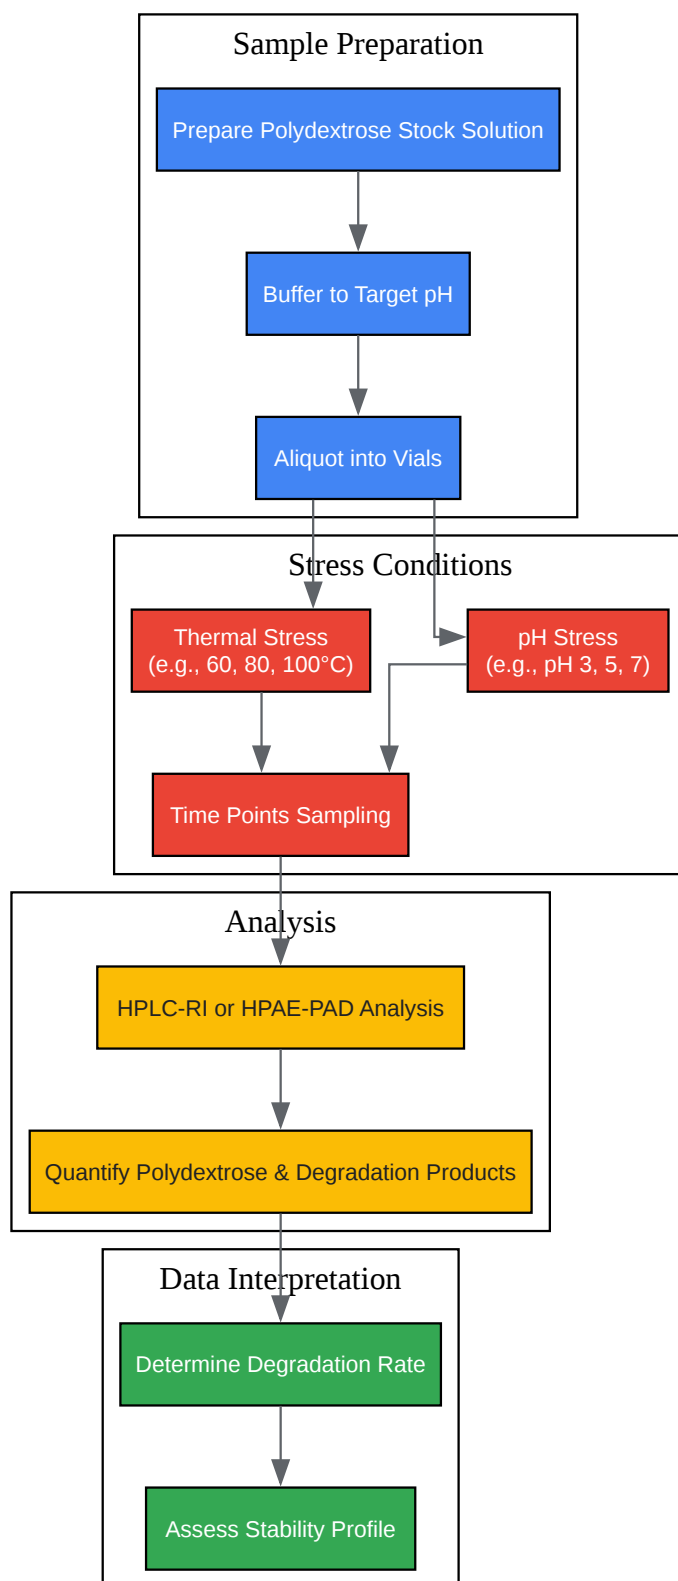 Sample Preparation
Prepare Polydextrose Stock Solution
Buffer to Target pH
Aliquot into Vials
Stress Conditions
Thermal Stress
(e.g., 60, 80, 100°C)
pH Stress
(e.g., pH 3, 5, 7)
Time Points Sampling
Analysis
HPLC-RI or HPAE-PAD Analysis
Quantify Polydextrose & Degradation Products
Data Interpretation
Determine Degradation Rate
Assess Stability Profile